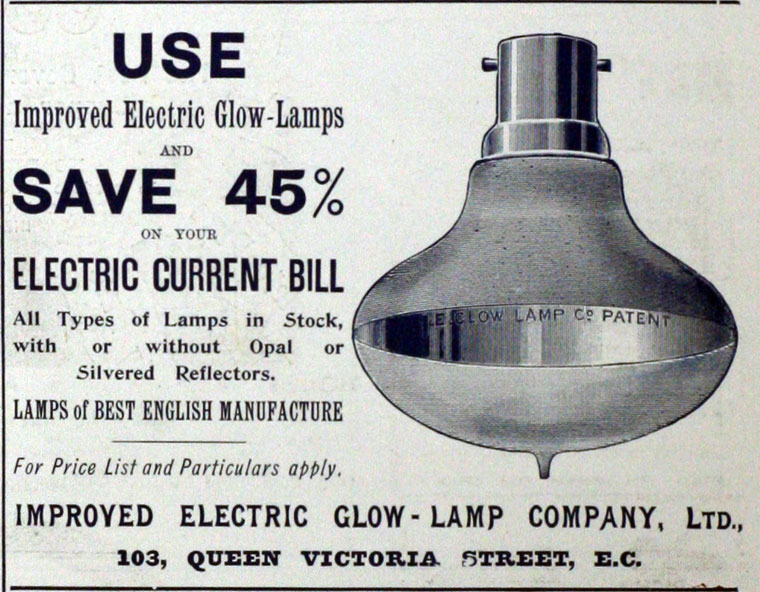 USE
Improved Electric Glow-Lamps
AND
SAVE 45%
ON YOUR
ELECTRIC CURRENT BILL
All Types of Lamps in Stock,
with or without Opal or
Silvered Reflectors.
LAMPS of BEST ENGLISH MANUFACTURE
For Price List and Particulars apply.
GLOW LAMP Co PATENT
IMPROVED ELECTRIC GLOW-LAMP COMPANY, LTD.,
103, QUEEN VICTORIA STREET, E.C.